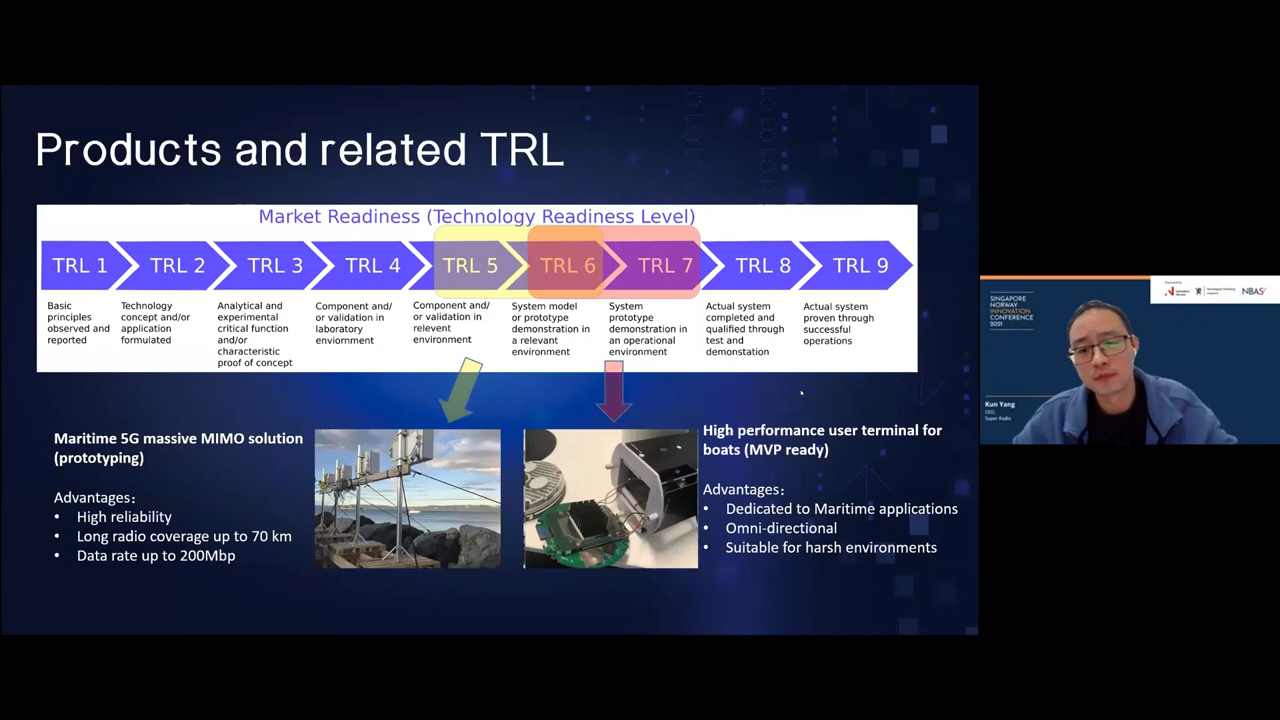 Products and related TRL
Market Readiness (Technology Readiness Level)
TRL 1
TRL 2
TRL 3
TRL 4
TRL 5
TRL 6
TRL 7
TRL 8
TRL 9
Basic
principles
observed and
reported
Technology
concept and/or
application
formulated
Analytical and
experimental
critical function
and/or
characteristic
proof of concept
Component and/
or validation in
laboratory
enviornment
Component and/
or validation in
relevent
environment
System model
or prototype
demonstration in
a relevant
environment
System
prototype
demonstration in
an operational
environment
Actual system
completed and
qualified through
test and
demonstation
Actual system
proven through
successful
operations
Maritime 5G massive MIMO solution
(prototyping)
Advantages:
• High reliability
• Long radio coverage up to 70 km
• Data rate up to 200Mbp
High performance user terminal for
boats (MVP ready)
Advantages:
• Dedicated to Maritime applications
• Omni-directional
• Suitable for harsh environments
SINGAPORE
NORWAY
INNOVATION
CONFERENCE
2021
NBAS
Kun Yang
CEO,
Super Radio